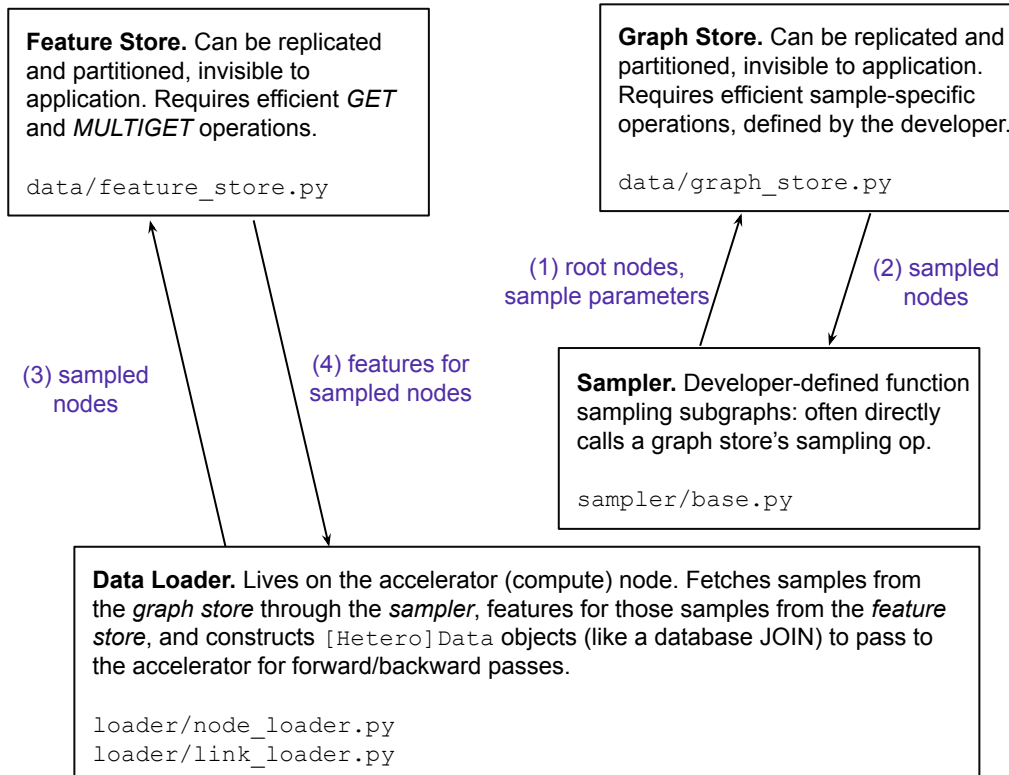 Feature Store. Can be replicated
and partitioned, invisible to
application. Requires efficient GET
and MULTIGET operations.
data/feature_store.py
Graph Store. Can be replicated and
partitioned, invisible to application.
Requires efficient sample-specific
operations, defined by the developer.
data/graph_store.py
(1) root nodes,
sample parameters
(2) sampled
nodes
(3) sampled
nodes
(4) features for
sampled nodes
Sampler. Developer-defined function
sampling subgraphs: often directly
calls a graph store's sampling op.
sampler/base.py
Data Loader. Lives on the accelerator (compute) node. Fetches samples from
the graph store through the sampler, features for those samples from the feature
store, and constructs [Hetero]Data objects (like a database JOIN) to pass to
the accelerator for forward/backward passes.
loader/node_loader.py
loader/link_loader.py